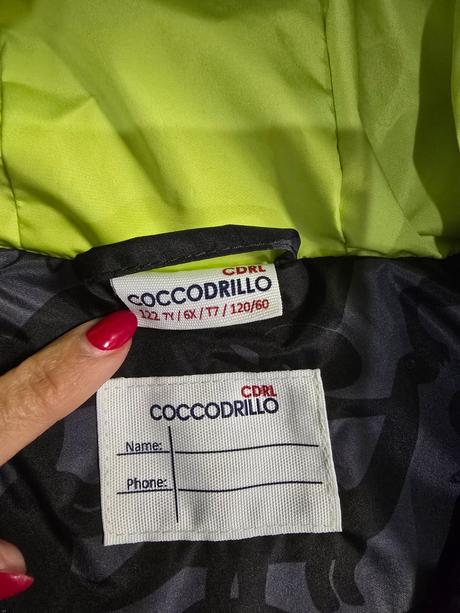 CDRL
COCCODRILLO
122 7Y / 6X / T7 / 120/60
CDRL
COCCODRILLO
Name:
Phone: